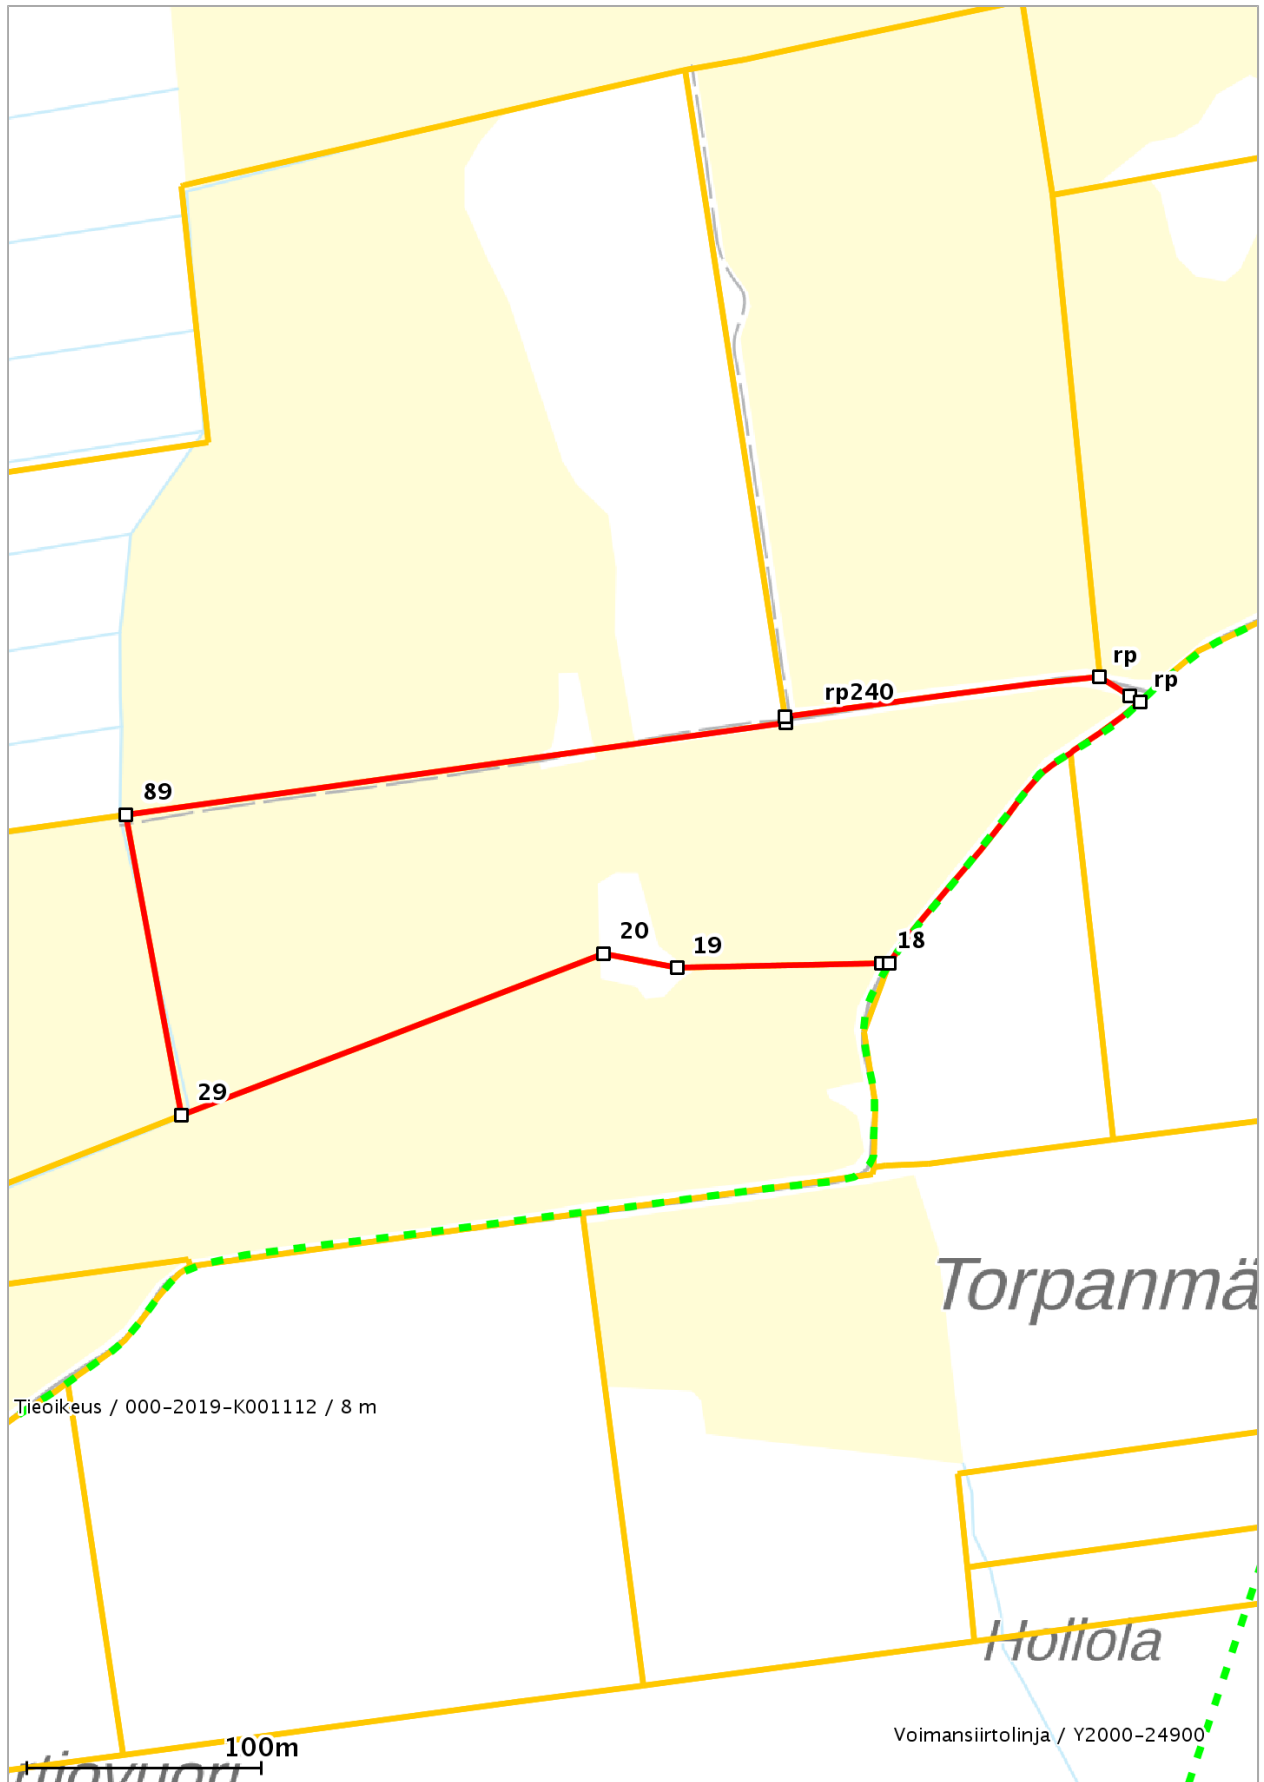 rp
rp
rp240
89
20
19
18
29
Torpanmä
Tieoikeus / 000-2019-K001112 / 8 m
Hollola
Voimansiirtolinja / Y2000-24900
100m